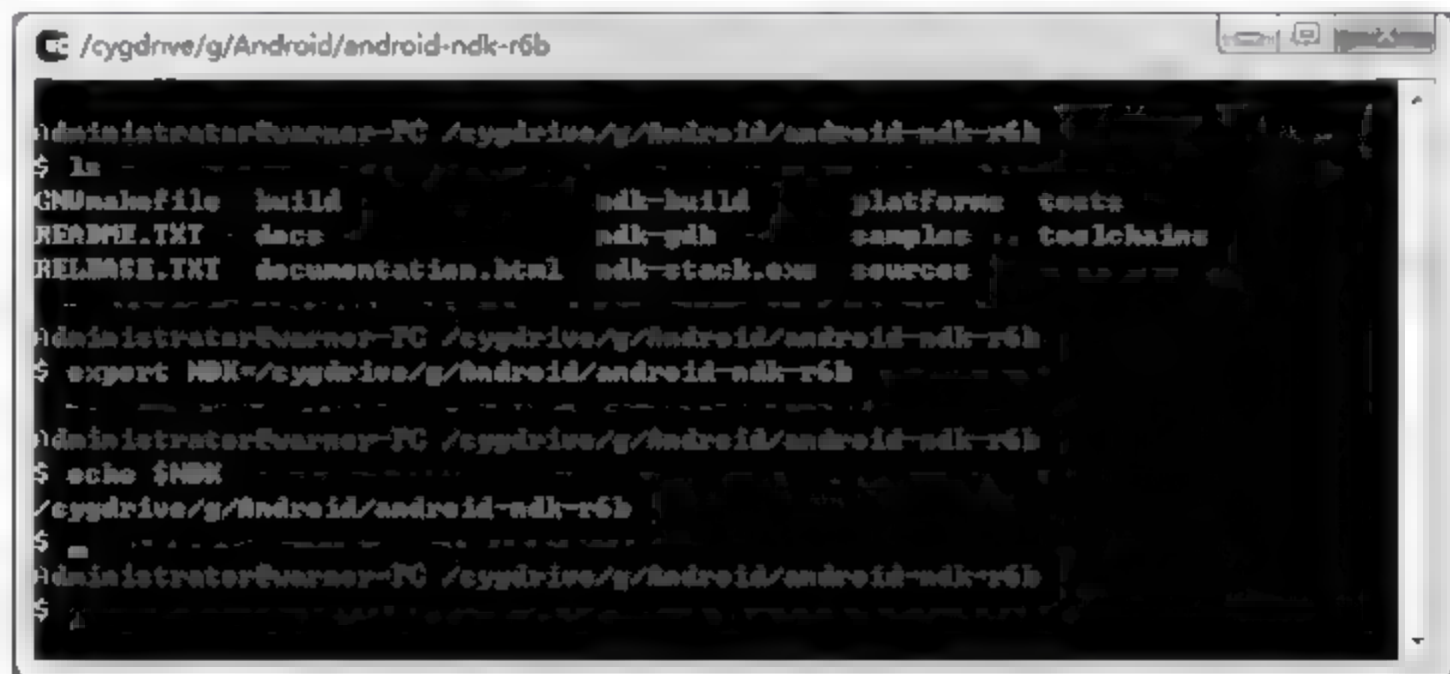 /cygdrive/g/Android/android-ndk-r6b
Administrator@warner-PC /cygdrive/g/Android/android-ndk-r6b
$ ls
GNUmakefile build ndk-build platforms tests
README.TXT docs ndk-gdb samples toolchains
RELEASE.TXT documentation.html ndk-stack.exe sources
Administrator@warner-PC /cygdrive/g/Android/android-ndk-r6b
$ export NDK=/cygdrive/g/Android/android-ndk-r6b
Administrator@warner-PC /cygdrive/g/Android/android-ndk-r6b
$ echo $NDK
/cygdrive/g/Android/android-ndk-r6b
$ _
Administrator@warner-PC /cygdrive/g/Android/android-ndk-r6b
$